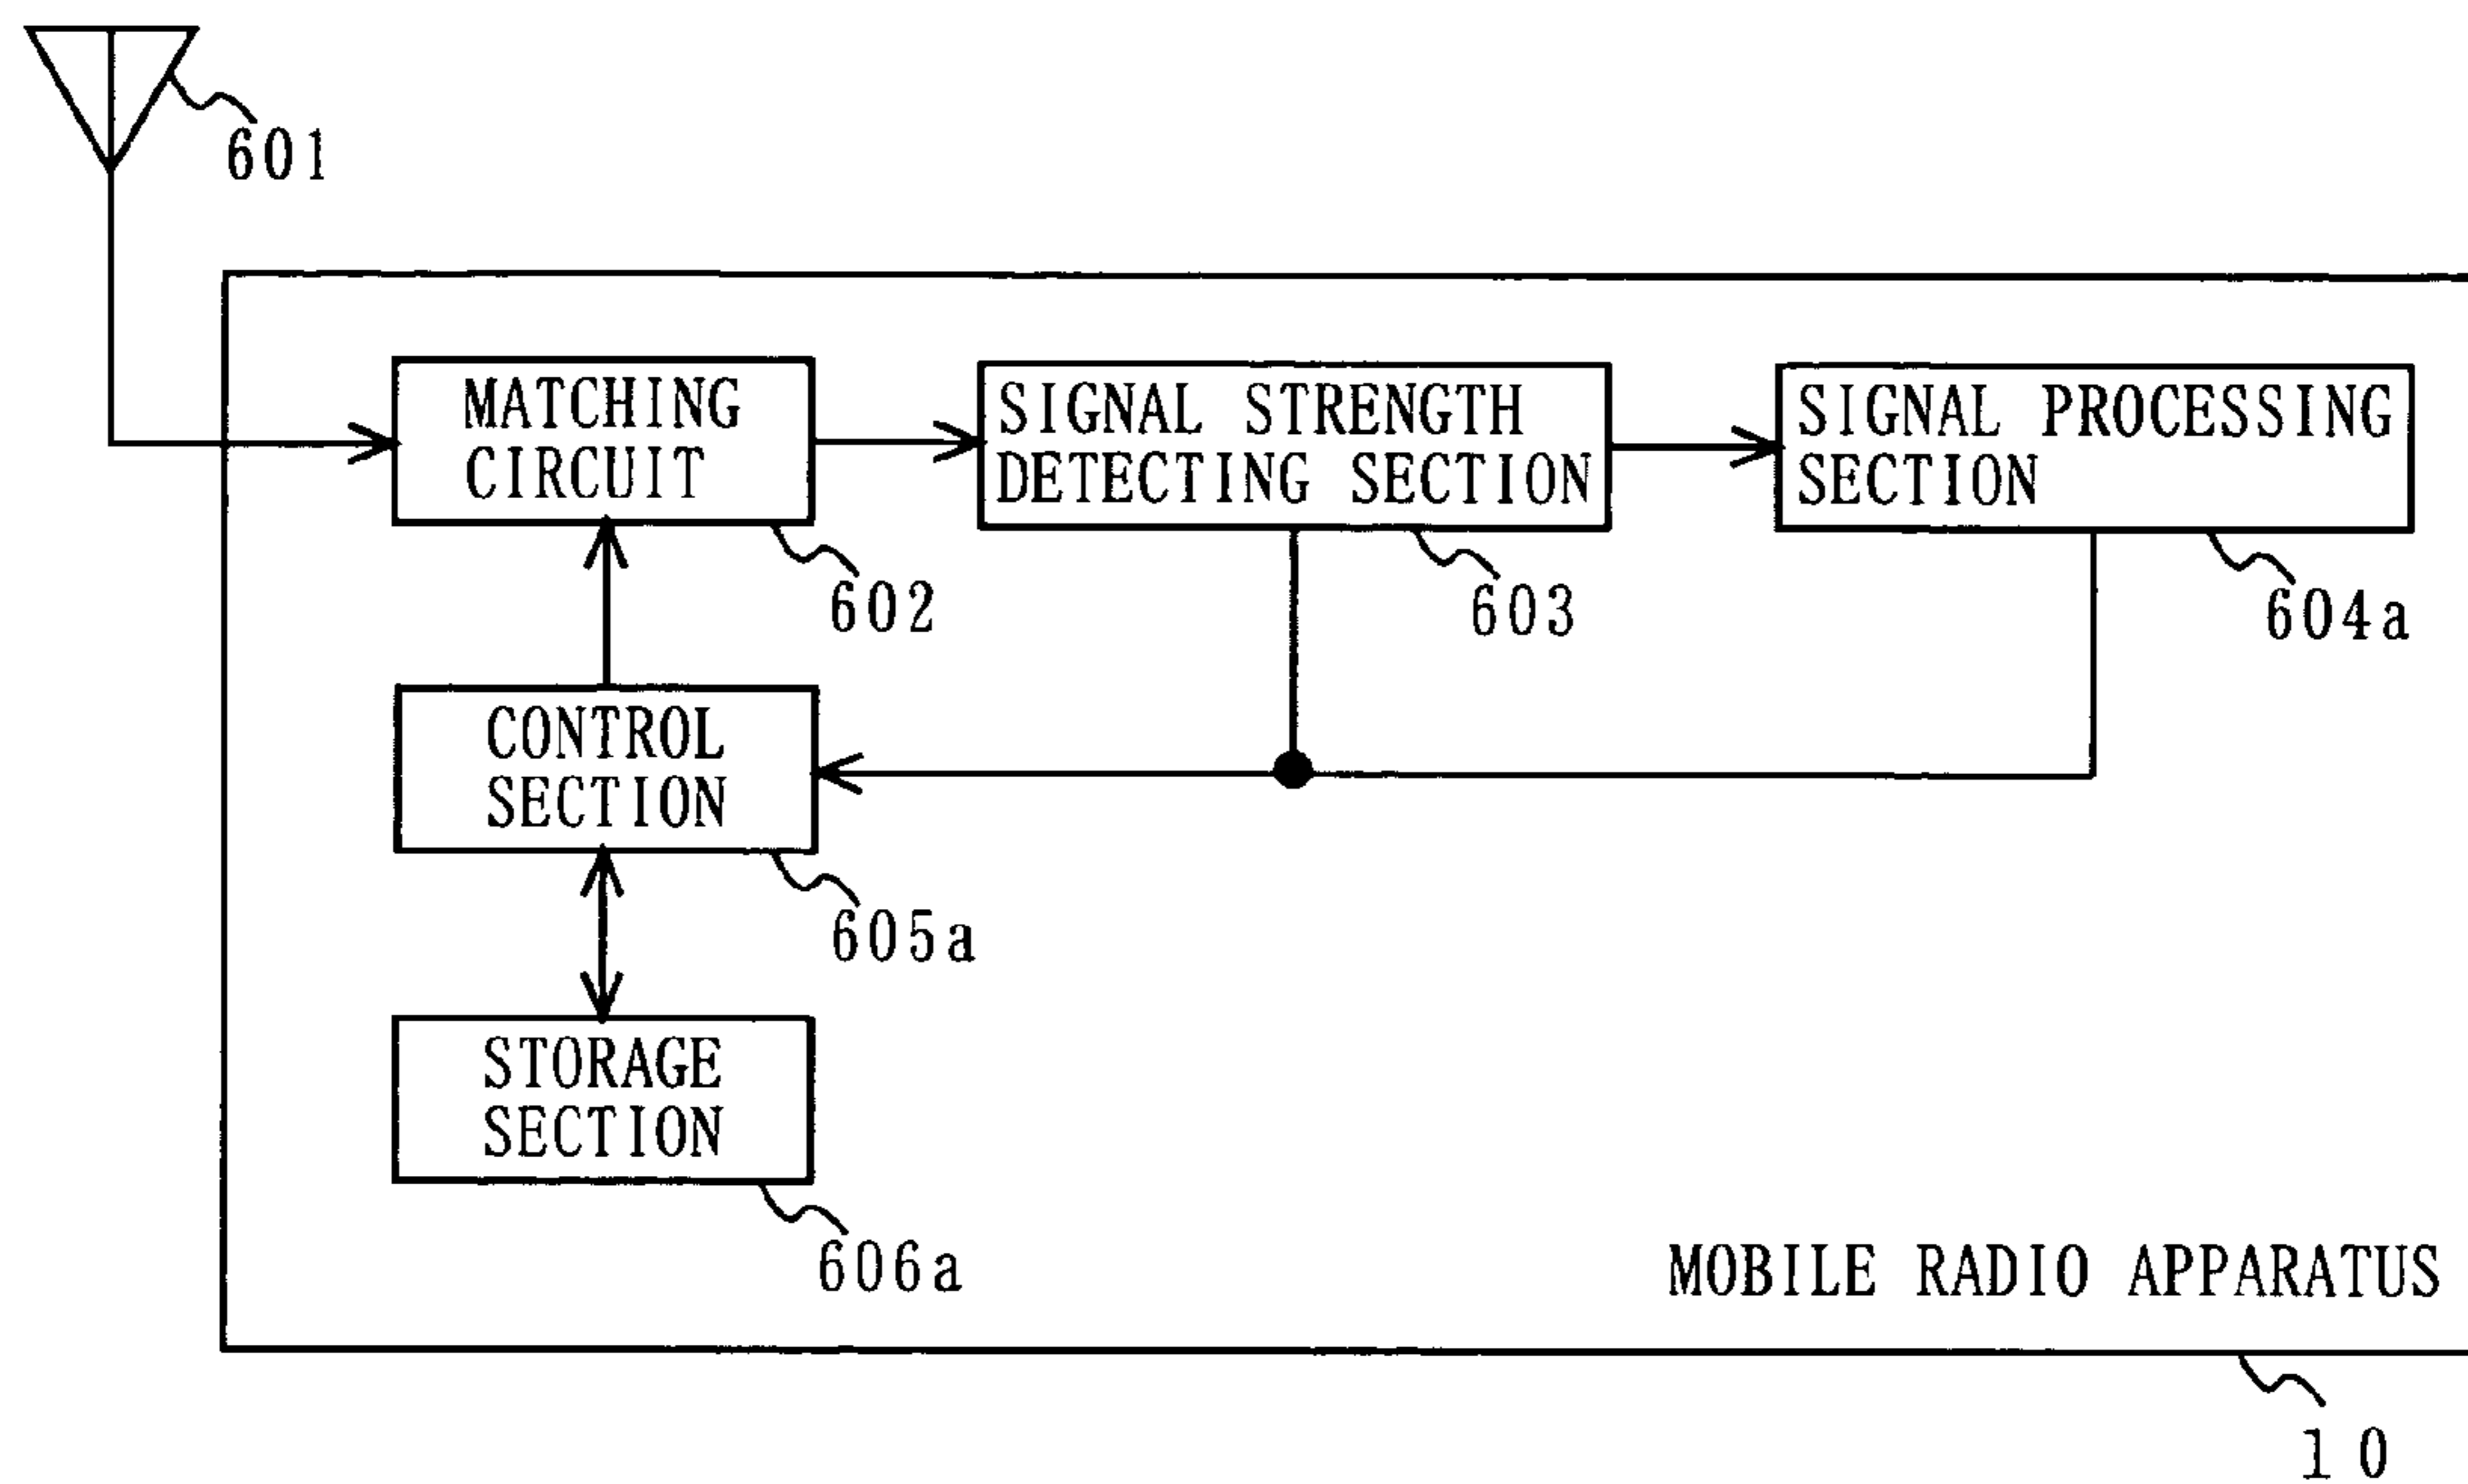 601
MATCHING
CIRCUIT
SIGNAL STRENGTH
DETECTING SECTION
SIGNAL PROCESSING
SECTION
602
603
604a
CONTROL
SECTION
605a
STORAGE
SECTION
606a
MOBILE RADIO APPARATUS
10